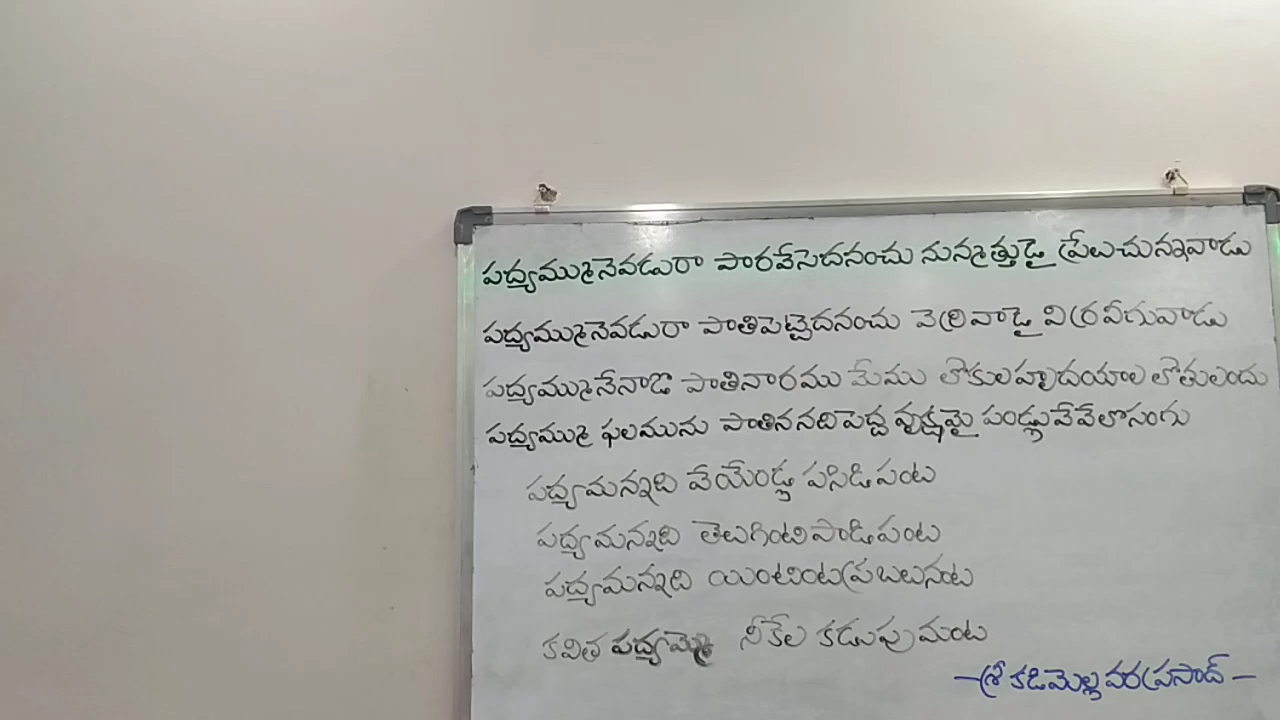 పద్యమ్ము నెవడురా పారవేసెదనంచు నున్మత్తుడై ప్రేలుచున్నవాడు
పద్యమ్ము నెవడురా పాతిపెట్టెదనంచు వెర్రివాడై విర్రవీగువాడు
పద్యమ్ము నేనాడొ పాతినారము మేము లోకుల హృదయాల లోతులందు
పద్యమ్ము ఫలమును పాతిన నది పెద్ద వృక్షమై పండ్లు వేవేలొసంగు
పద్యమన్నది వేయేండ్ల పసిడి పంట
పద్యమన్నది తెలుగింటి పాడిపంట
పద్యమన్నది యింటింట ప్రబలనంట
కవిత పద్యమ్మొ నీకేల కడుపు మంట
-శ్రీ కడిమెళ్ల వరప్రసాద్-